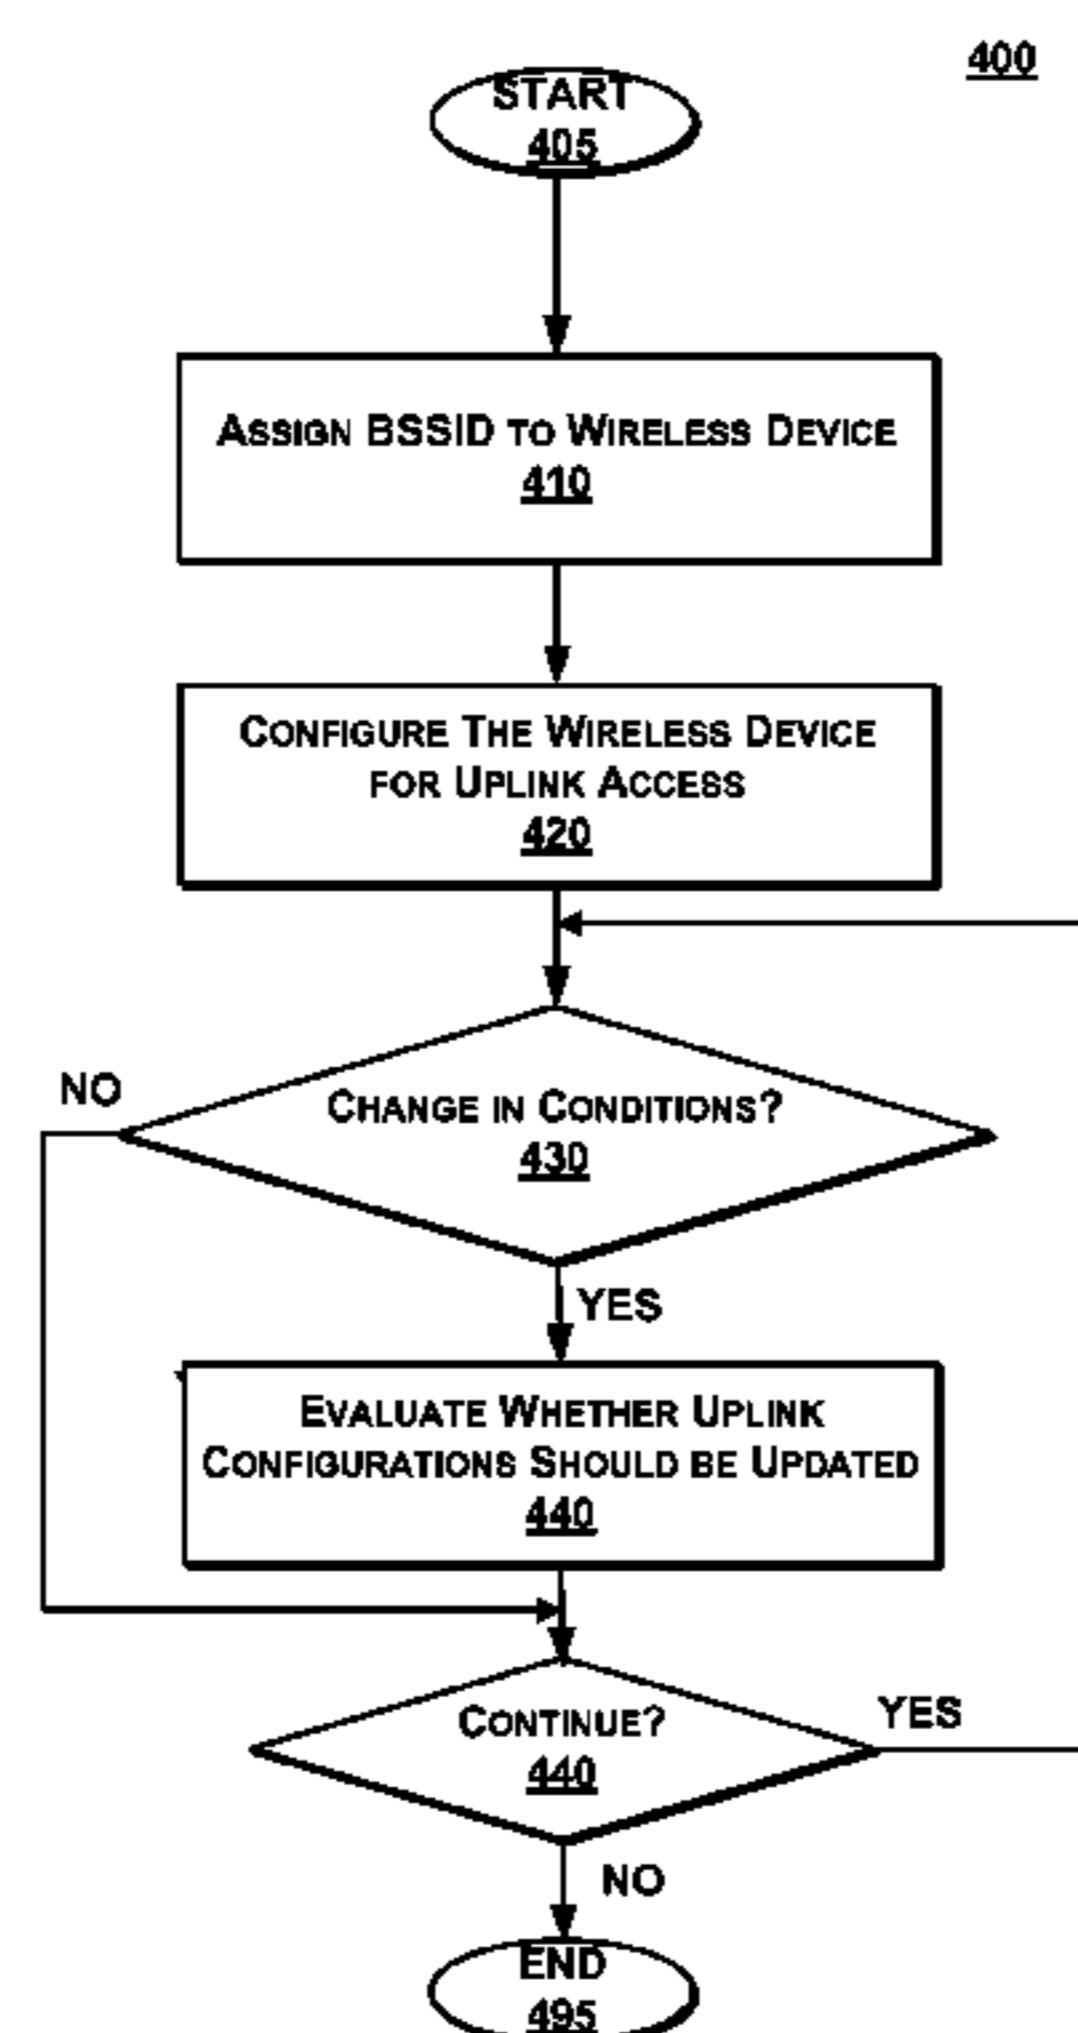 400
START
405
ASSIGN BSSID TO WIRELESS DEVICE
410
CONFIGURE THE WIRELESS DEVICE
FOR UPLINK ACCESS
420
NO
CHANGE IN CONDITIONS?
430
YES
EVALUATE WHETHER UPLINK
CONFIGURATIONS SHOULD BE UPDATED
440
CONTINUE?
440
YES
NO
END
495